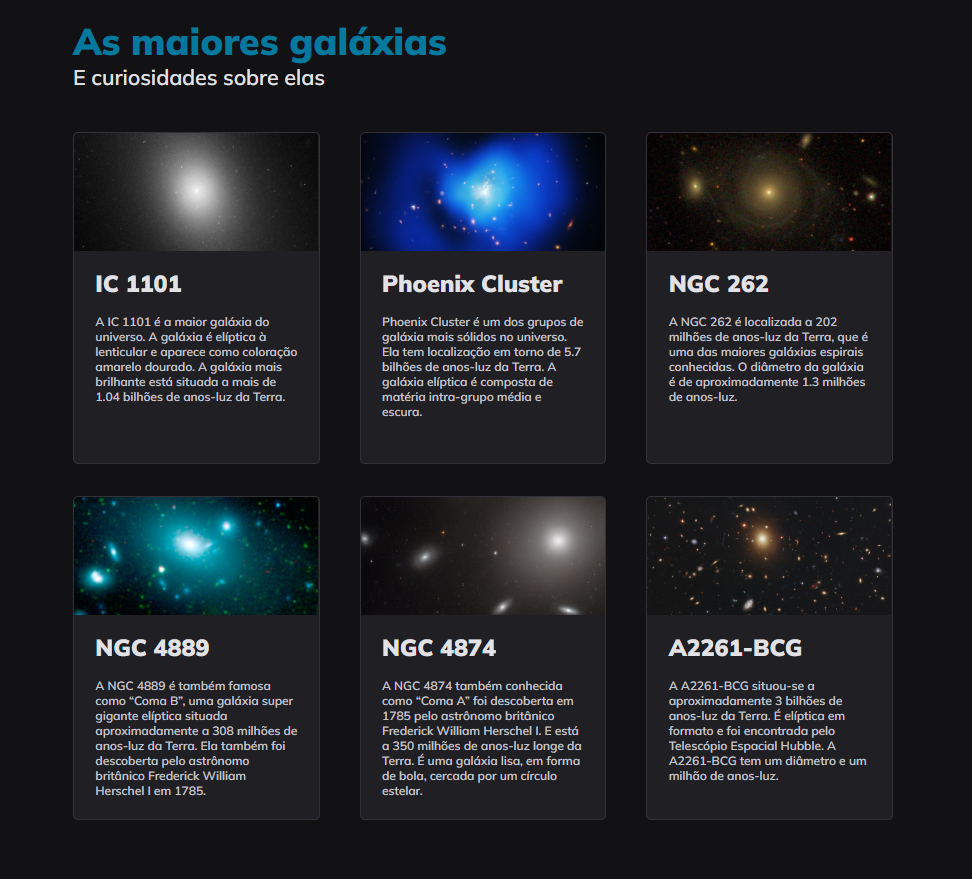 As maiores galáxias
E curiosidades sobre elas
IC 1101
A IC 1101 é a maior galáxia do
universo. A galáxia é elíptica à
lenticular e aparece como coloração
amarelo dourado. A galáxia mais
brilhante está situada a mais de
1.04 bilhões de anos-luz da Terra.
Phoenix Cluster
Phoenix Cluster é um dos grupos de
galáxia mais sólidos no universo.
Ela tem localização em torno de 5.7
bilhões de anos-luz da Terra. A
galáxia elíptica é composta de
matéria intra-grupo média e
escura.
NGC 262
A NGC 262 é localizada a 202
milhões de anos-luz da Terra, que é
uma das maiores galáxias espirais
conhecidas. O diâmetro da galáxia
é de aproximadamente 1.3 milhões
de anos-luz.
NGC 4889
A NGC 4889 é também famosa
como “Coma B”, uma galáxia super
gigante elíptica situada
aproximadamente a 308 milhões de
anos-luz da Terra. Ela também foi
descoberta pelo astrônomo
britânico Frederick William
Herschel I em 1785.
NGC 4874
A NGC 4874 também conhecida
como “Coma A” foi descoberta em
1785 pelo astrônomo britânico
Frederick William Herschel I. E está
a 350 milhões de anos-luz longe da
Terra. É uma galáxia lisa, em forma
de bola, cercada por um círculo
estelar.
A2261-BCG
A A2261-BCG situou-se a
aproximadamente 3 bilhões de
anos-luz da Terra. É elíptica em
formato e foi encontrada pelo
Telescópio Espacial Hubble. A
A2261-BCG tem um diâmetro e um
milhão de anos-luz.